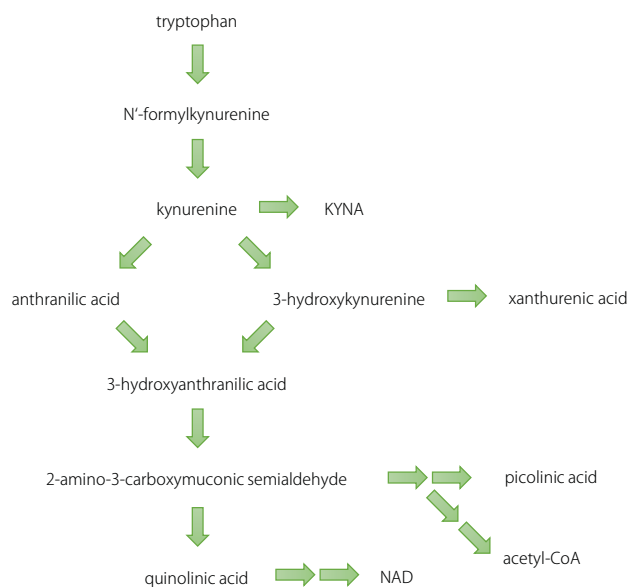 tryptophan
N‘-formylkynurenine
kynurenine
KYNA
anthranilic acid
3-hydroxykynurenine
xanthurenic acid
3-hydroxyanthranilic acid
2-amino-3-carboxymuconic semialdehyde
picolinic acid
acetyl-CoA
quinolinic acid
NAD